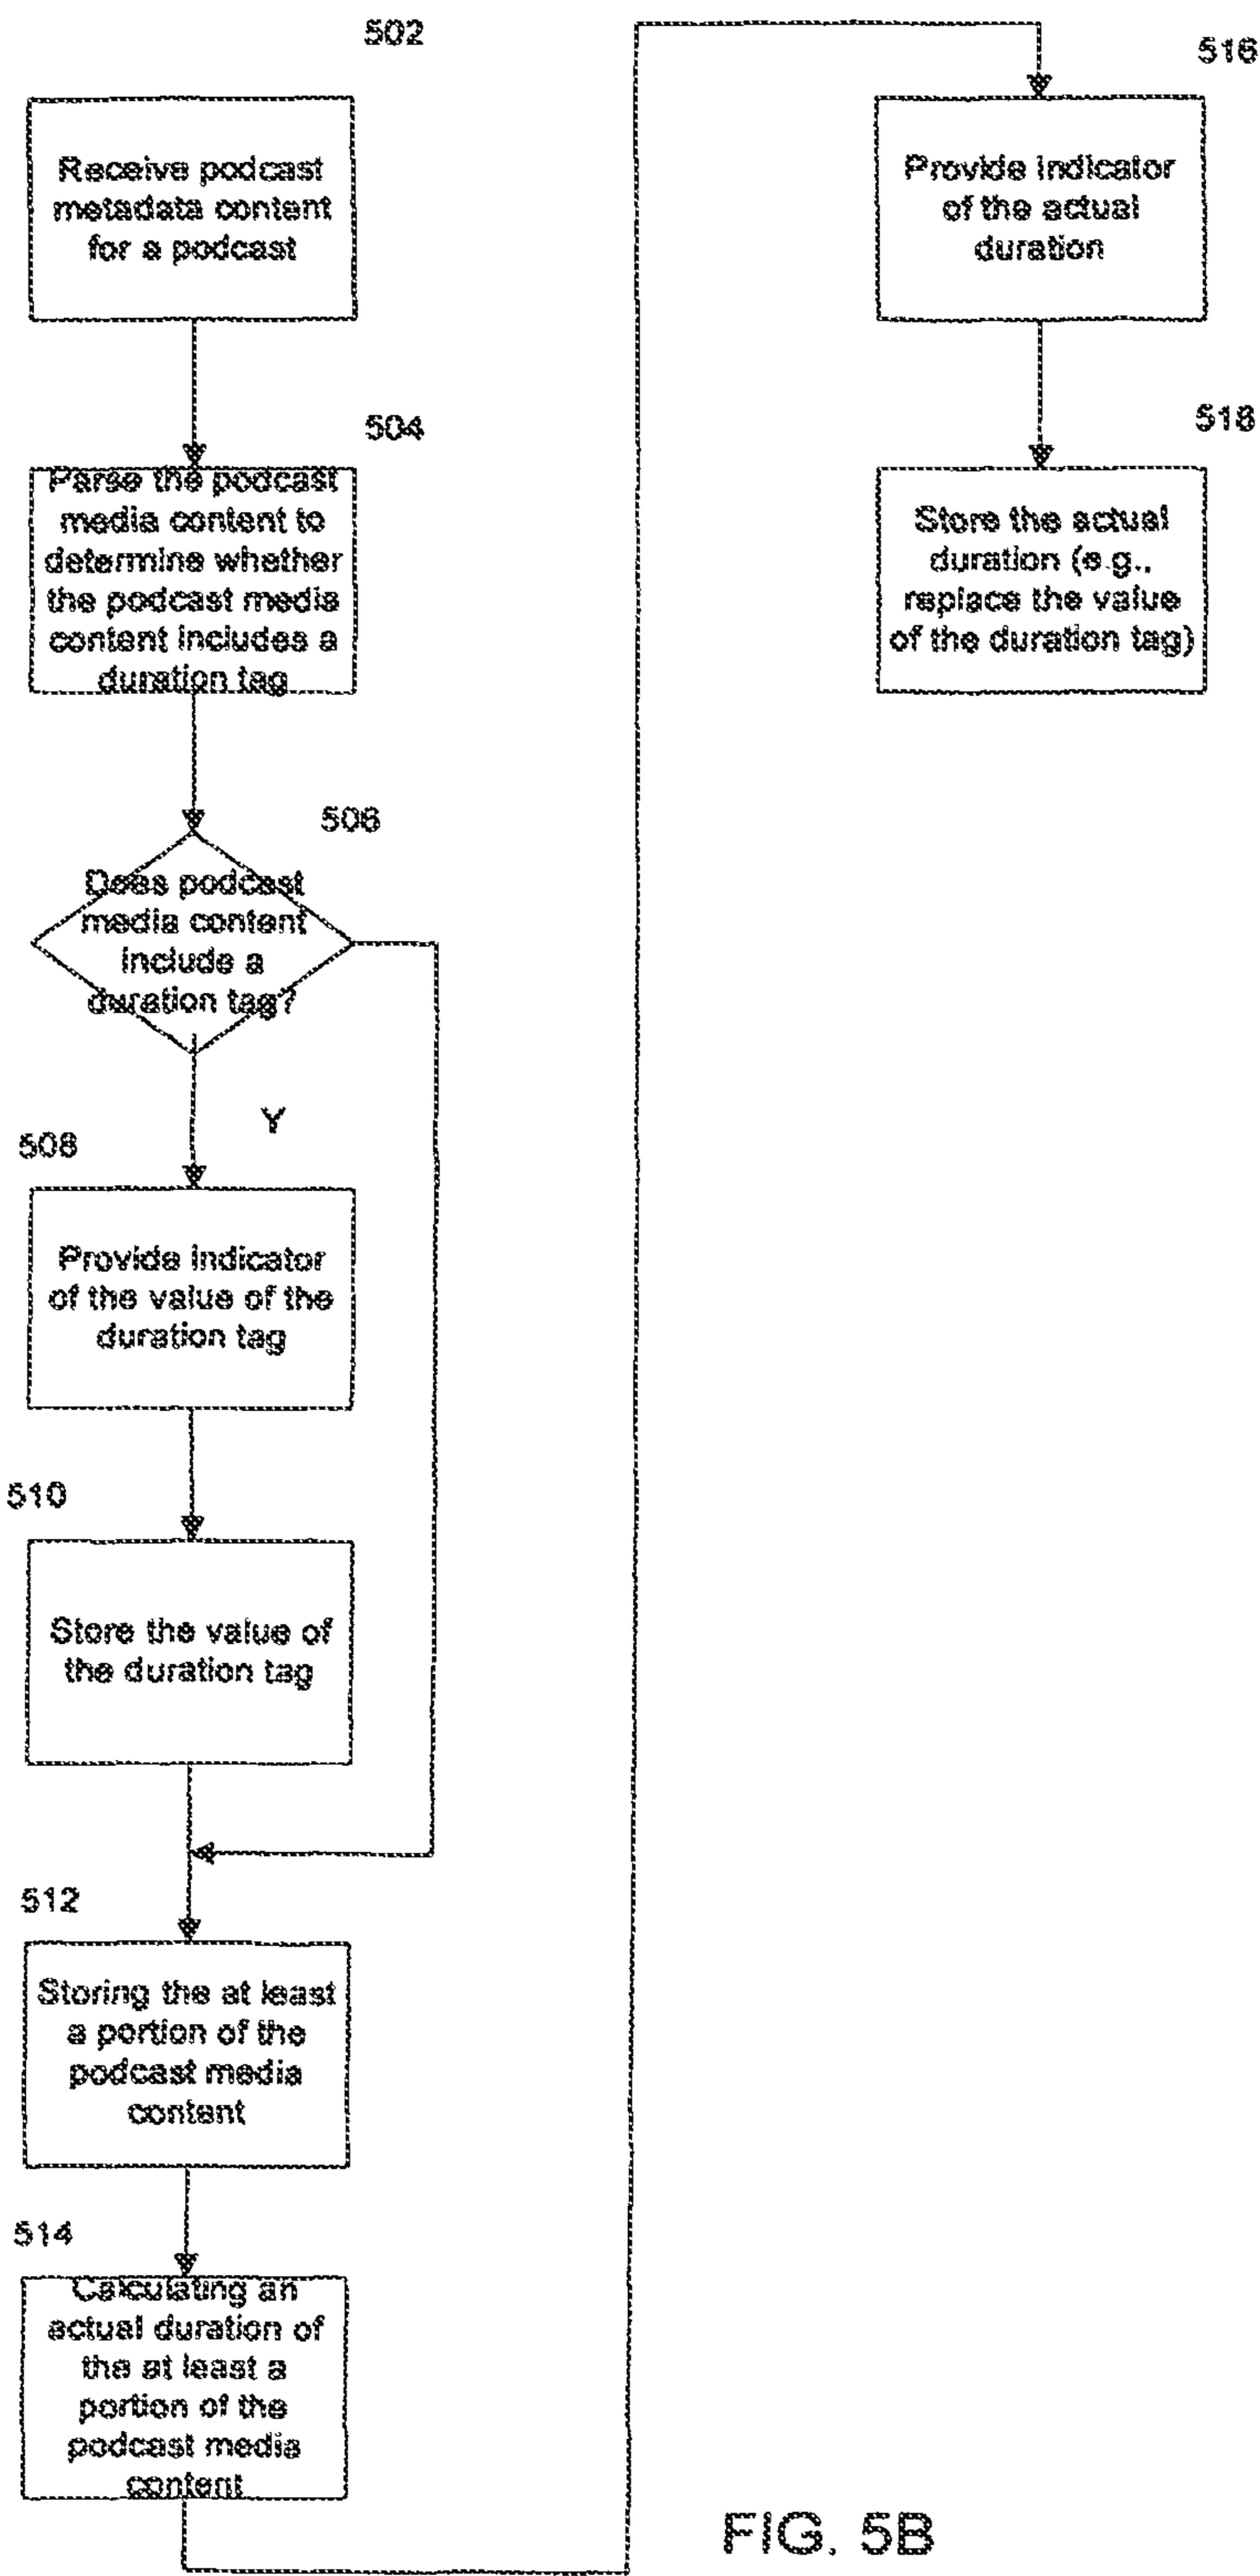 502
Receive podcast
metadata content
for a podcast
504
Parse the podcast
media content to
determine whether
the podcast media
content includes a
duration tag
506
Does podcast
media content
include a
duration tag?
Y
508
Provide indicator
of the value of the
duration tag
510
Store the value of
the duration tag
512
Storing the at least
a portion of the
podcast media
content
514
Calculating an
actual duration of
the at least a
portion of the
podcast media
content
516
Provide indicator
of the actual
duration
518
Store the actual
duration (e.g.,
replace the value
of the duration tag)
FIG. 5B